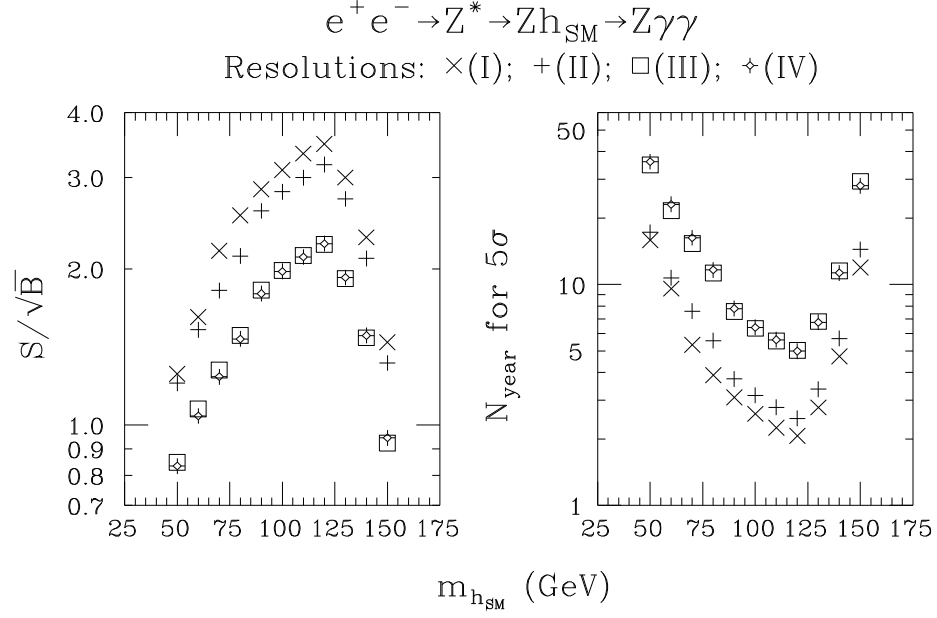 e⁺e⁻→Z*→Zh_SM→Zγγ
Resolutions: ×(I); +(II); □(III); ✧(IV)
S/√B
4.0
3.0
2.0
1.0
0.9
0.8
0.7
25 50 75 100 125 150 175
N_year for 5σ
50
10
5
1
25 50 75 100 125 150 175
m_h_SM (GeV)